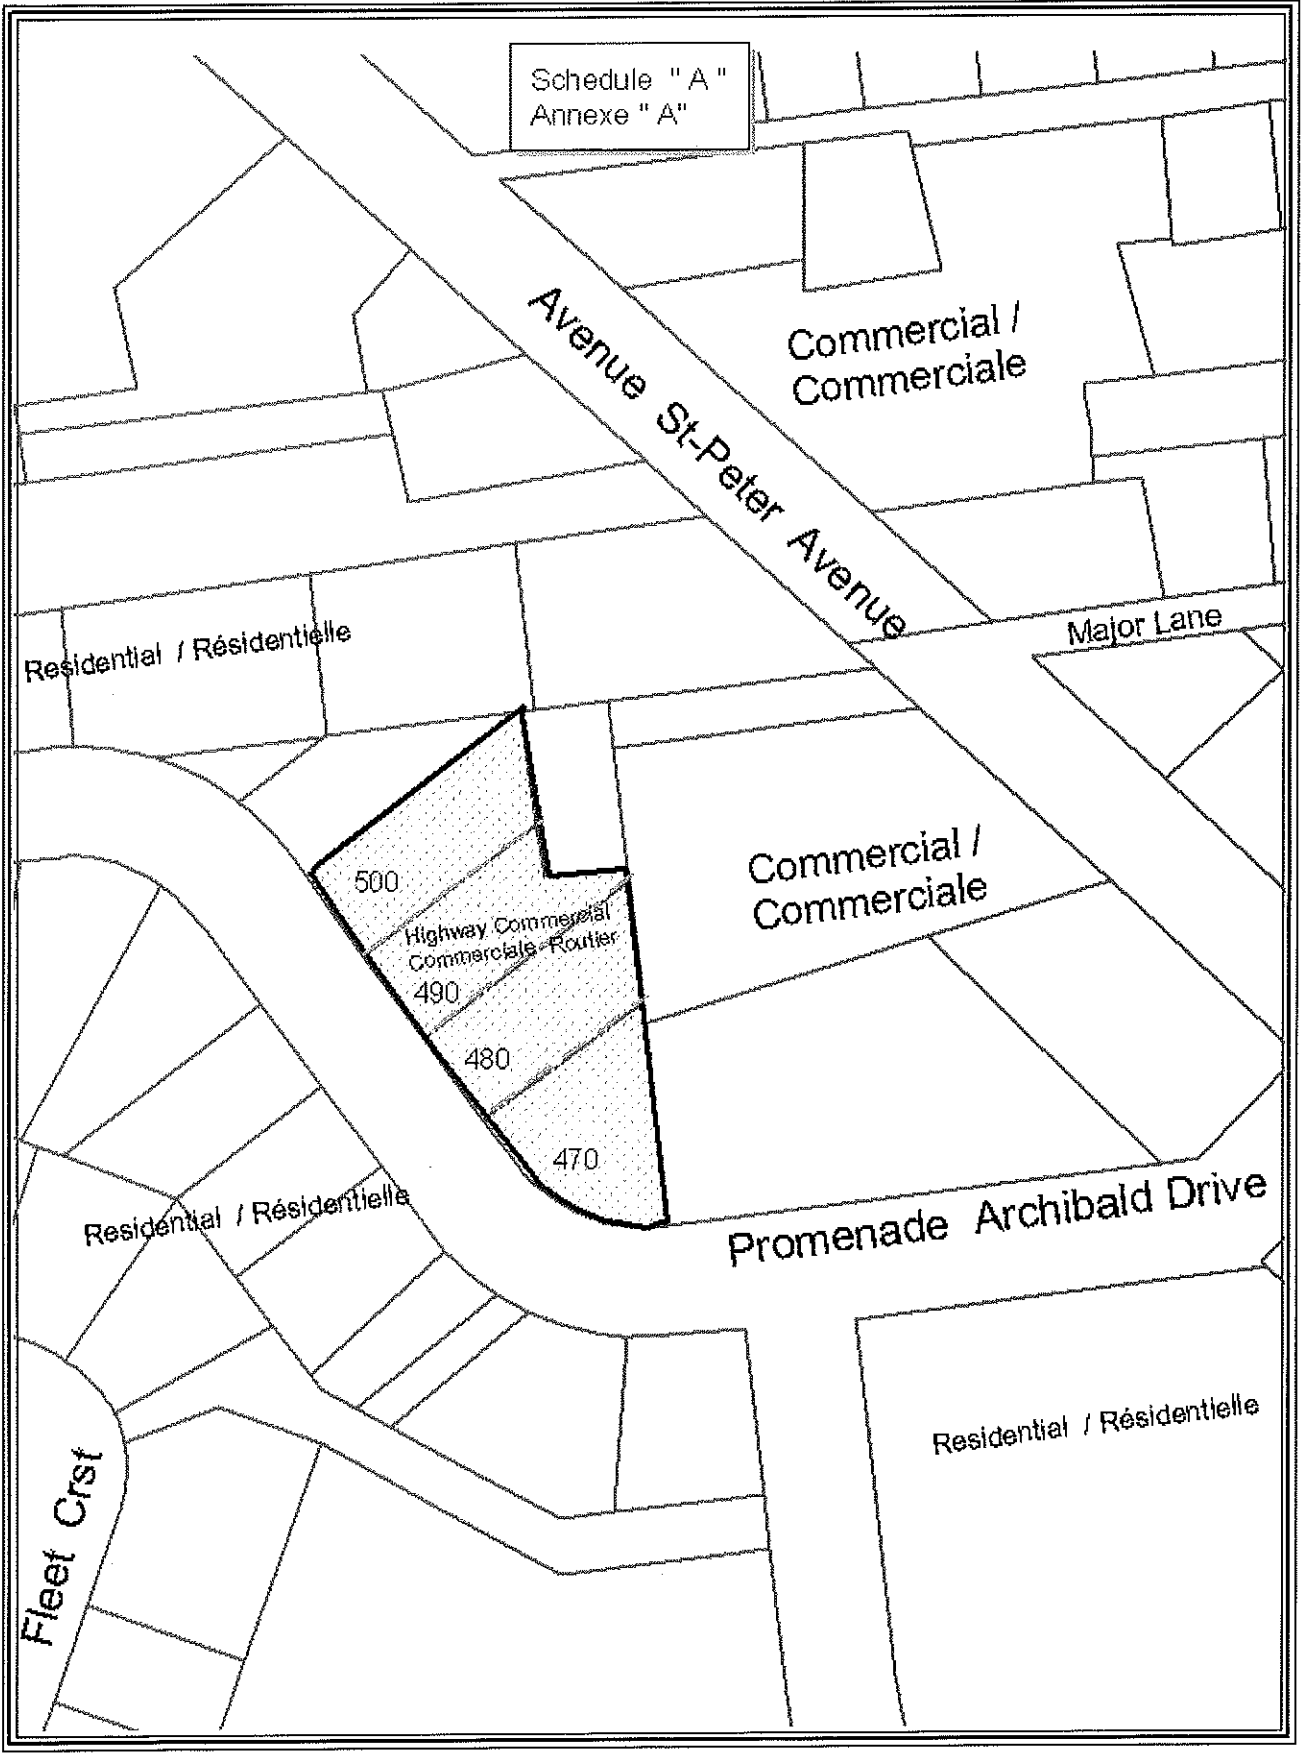 Schedule " A "
Annexe " A"
Avenue St-Peter Avenue
Commercial /
Commerciale
Major Lane
Residential / Résidentielle
500
Highway Commercial
Commerciale Routier
490
480
470
Commercial /
Commerciale
Residential / Résidentielle
Promenade Archibald Drive
Residential / Résidentielle
Fleet Crst